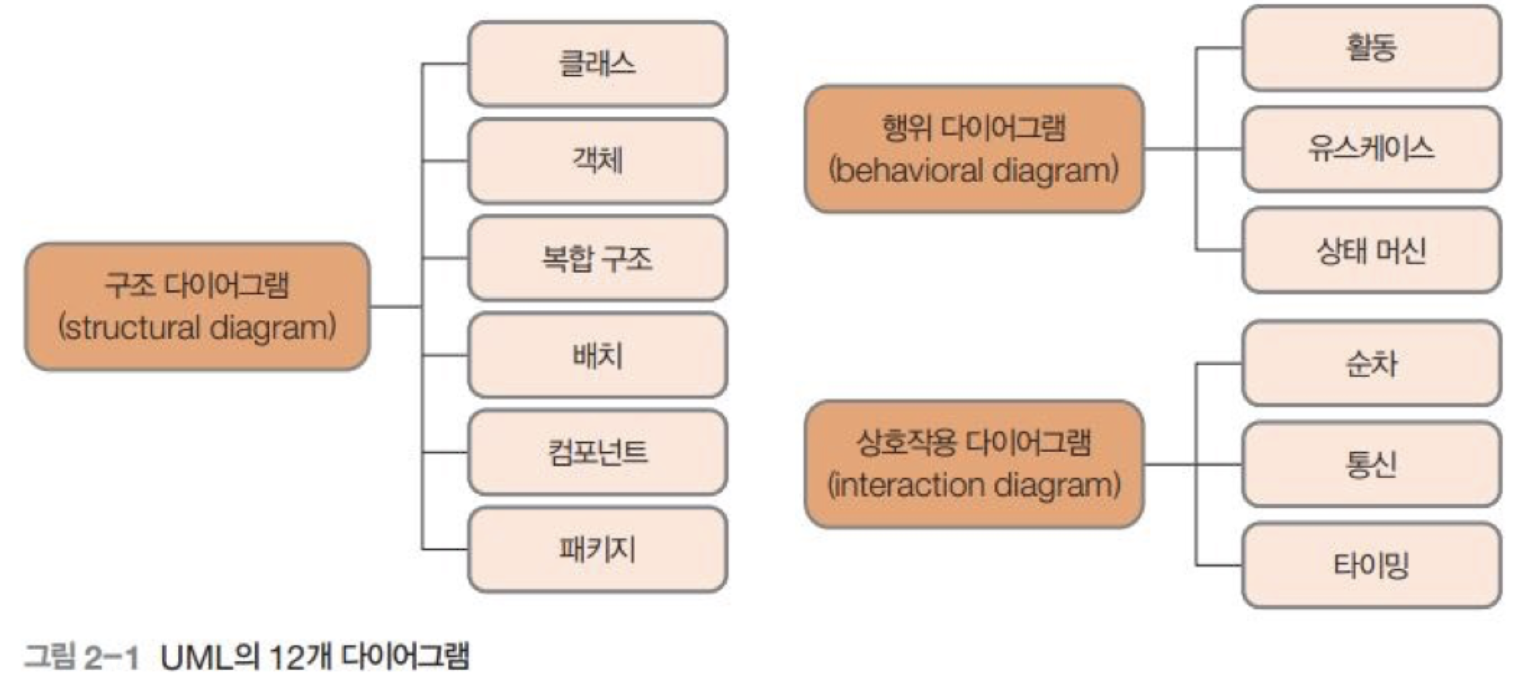 구조 다이어그램
(structural diagram)
클래스
객체
복합 구조
배치
컴포넌트
패키지
행위 다이어그램
(behavioral diagram)
활동
유스케이스
상태 머신
상호작용 다이어그램
(interaction diagram)
순차
통신
타이밍
그림 2-1 UML의 12개 다이어그램